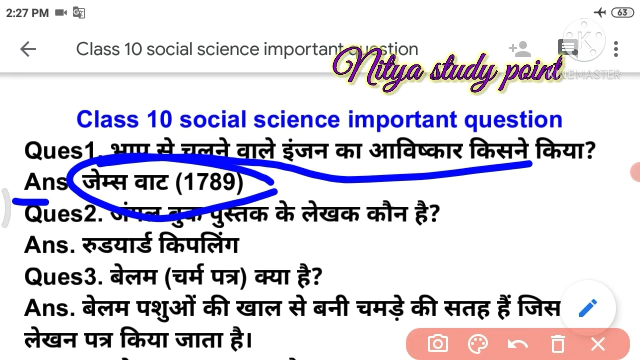 2:27 PM
63
Class 10 social science important question
Nitya study point
Class 10 social science important question
Ques1. भाप से चलने वाले इंजन का आविष्कार किसने किया?
Ans. जेम्स वाट (1789)
Ques2. जंगल बुक पुस्तक के लेखक कौन है?
Ans. रुडयार्ड किपलिंग
Ques3. बेलम (चर्म पत्र) क्या है?
Ans. बेलम पशुओं की खाल से बनी चमड़े की सतह हैं जिस
लेखन पत्र किया जाता है।